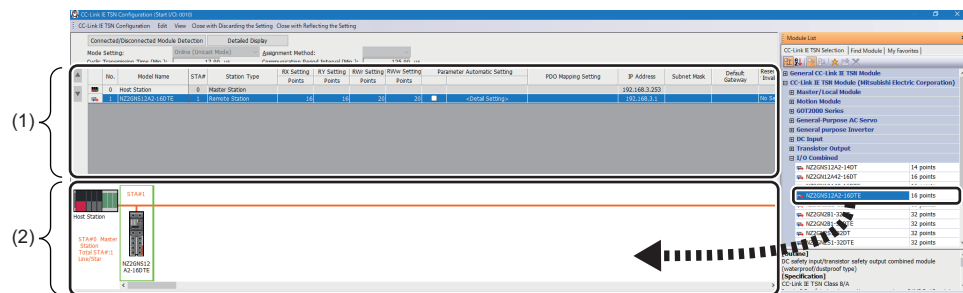 CC-Link IE TSN Configuration (Start I/O: 0010)
CC-Link IE TSN Configuration Edit View Close with Discarding the Setting Close with Reflecting the Setting
Connected/Disconnected Module Detection Detailed Display
Mode Setting: Online (Unicast Mode) Assignment Method:
Cyclic Transmission Time (Min.): 17.00 us Communication Period Interval (Min.): 125.00 us
No. Model Name STA# Station Type RX Setting RY Setting RWr Setting RWw Setting Parameter Automatic Setting PDO Mapping Setting IP Address Subnet Mask Default Gateway
Points Points Points Points
0 Host Station 0 Master Station 192.168.3.253
1 NZ2GNS12A2-16DTE 1 Remote Station 16 16 20 20 <Detail Setting> 192.168.3.1 No Se
(1)
(2)
STA#1
Host Station
STA#0 Master
Station
Total STA#:1
Line/Star
NZ2GNS12
A2-16DTE
Module List
CC-Link IE TSN Selection Find Module My Favorites
General CC-Link IE TSN Module
CC-Link IE TSN Module (Mitsubishi Electric Corporation)
Master/Local Module
Motion Module
GOT2000 Series
General-Purpose AC Servo
General purpose Inverter
DC Input
Transistor Output
I/O Combined
NZ2GNS12A2-14DT 14 points
NZ2GN12A2-16DT 16 points
NZ2GNS12A2-16DTE 16 points
32 points
32 points
32 points
32 points
[Outline]
DC safety input/transistor safety output combined module
(waterproof/dustproof type)
[Specification]
CC-Link IE TSN Class B/A